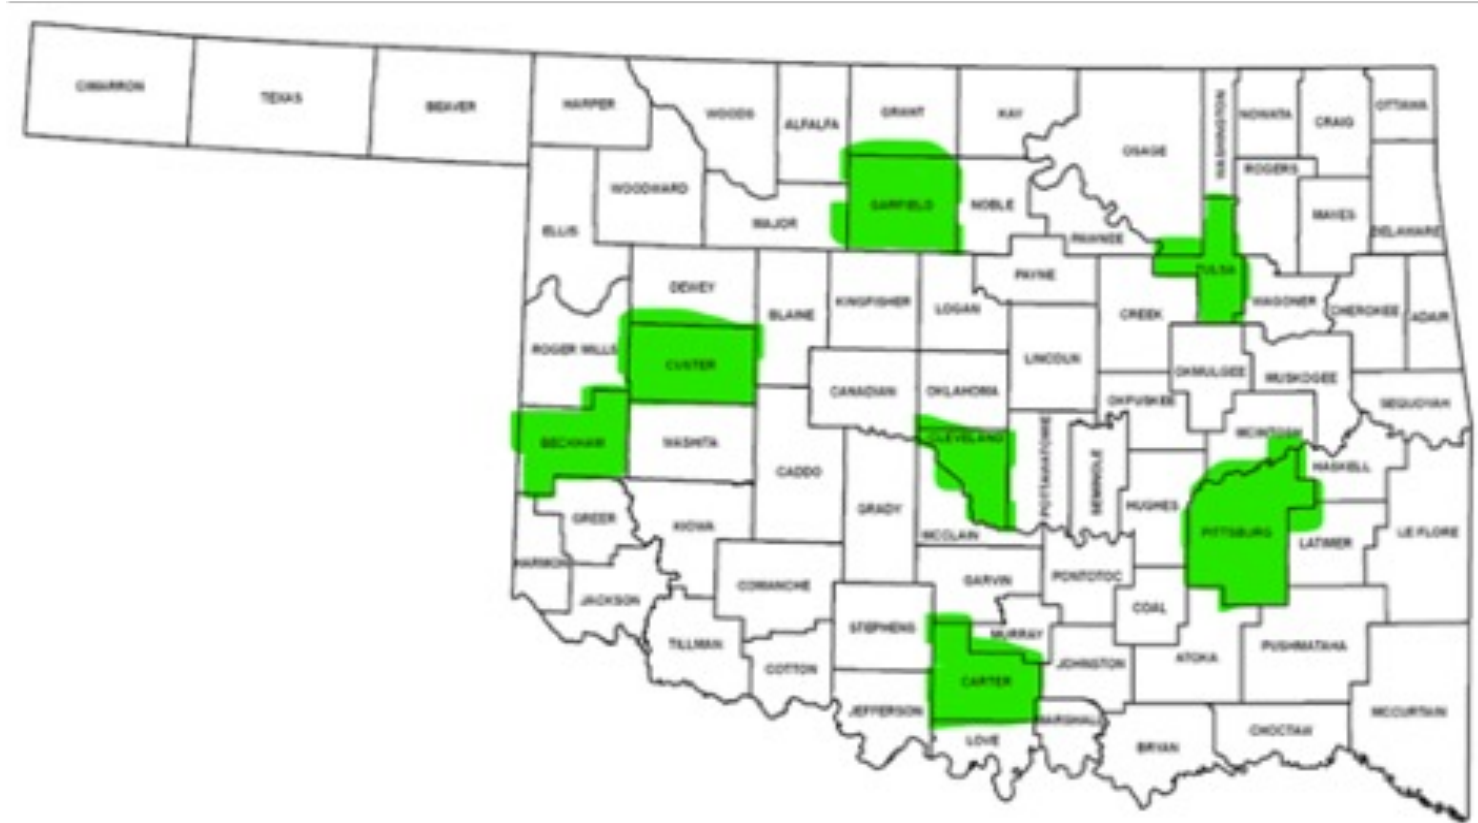 CIMARRON
TEXAS
BEAVER
HARPER
WOODS
ALFALFA
GRANT
KAY
OSAGE
WASHINGTON
NOWATA
CRAIG
OTTAWA
WOODWARD
ELLIS
MAJOR
GARFIELD
NOBLE
PAWNEE
ROGERS
MAYES
DELAWARE
DEWEY
BLAINE
KINGFISHER
LOGAN
PAYNE
CREEK
TULSA
WAGONER
CHEROKEE
ADAIR
ROGER MILLS
CUSTER
CANADIAN
OKLAHOMA
LINCOLN
OKMULGEE
MUSKOGEE
OKFUSKEE
SEQUOYAH
BECKHAM
WASHITA
CADDO
GRADY
CLEVELAND
POTTAWATOMIE
SEMINOLE
HUGHES
MCINTOSH
HASKELL
PITTSBURG
LATIMER
LE FLORE
GREER
KIOWA
MCCLAIN
HARMON
JACKSON
COMANCHE
GARVIN
PONTOTOC
COAL
TILLMAN
COTTON
STEPHENS
MURRAY
JOHNSTON
ATOKA
PUSHMATAHA
JEFFERSON
CARTER
LOVE
MARSHALL
BRYAN
CHOCTAW
MCCURTAIN